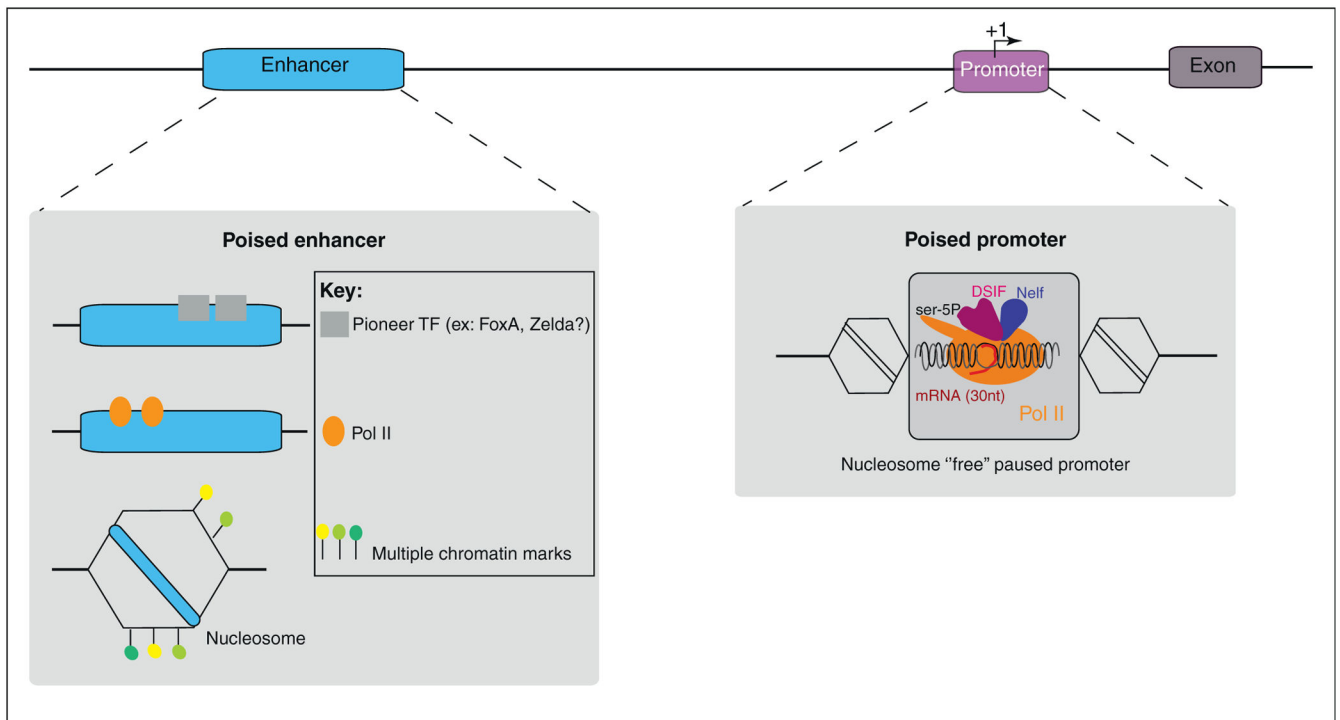 +1
Enhancer
Promoter
Exon
Poised enhancer
Key:
Pioneer TF (ex: FoxA, Zelda?)
Pol II
Multiple chromatin marks
Nucleosome
Poised promoter
DSIF
Nelf
ser-5P
mRNA (30nt)
Pol II
Nucleosome ‘‘free’’ paused promoter